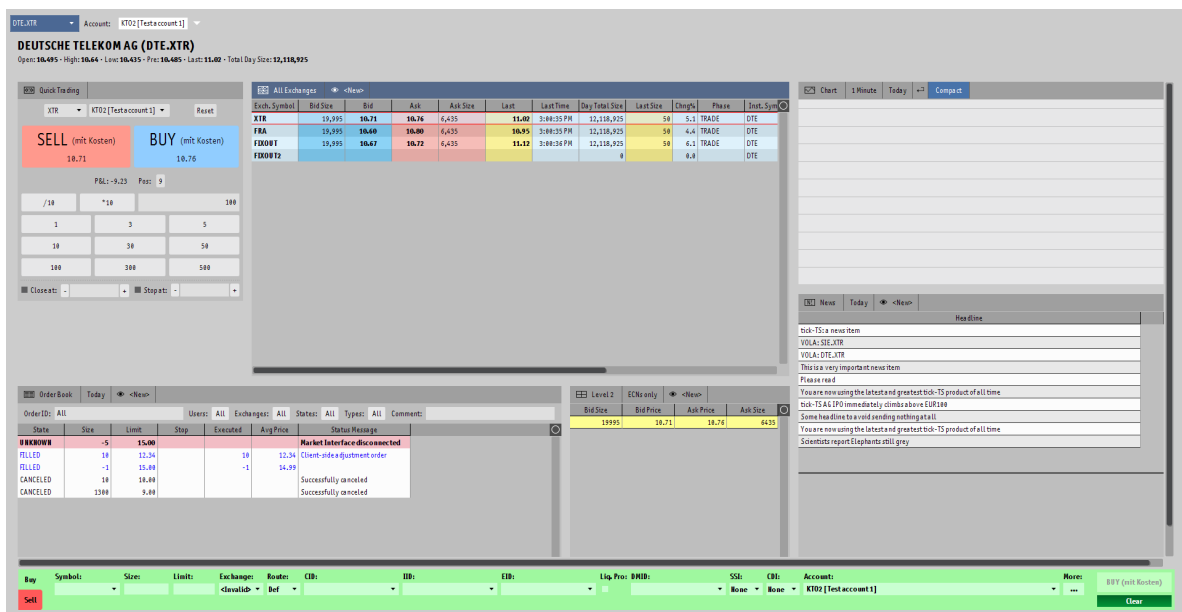 DTE.XTR Account: KTO2 [Testaccount1]
DEUTSCHE TELEKOM AG (DTE.XTR)
Open: 10.495 - High: 10.64 - Low: 10.435 - Pre: 10.485 - Last: 11.02 - Total Day Size: 12,118,925
Quick Trading
XTR KTO2 [Testaccount1] Reset
SELL (mit Kosten) BUY (mit Kosten)
10.71 10.76
P&L: -9.23 Pos: 9
/10 *10 100
1 3 5
10 30 50
100 300 500
Close at: - + Stop at: - +
All Exchanges <New>
Exch.Symbol Bid Size Bid Ask Ask Size Last Last Time Day Total Size Last Size Chng% Phase Inst.Sym
XTR 19,995 10.71 10.76 6,435 11.02 3:00:35 PM 12,118,925 50 5.1 TRADE DTE
FRA 19,995 10.60 10.80 6,435 10.95 3:00:35 PM 12,118,925 50 4.4 TRADE DTE
FIXOUT 19,995 10.67 10.72 6,435 11.12 3:00:36 PM 12,118,925 50 6.1 TRADE DTE
FIXOUT2 0 0.0 DTE
Chart 1 Minute Today Compact
News Today <New>
Headline
tick-TS: a news item
VOLA: SIE.XTR
VOLA: DTE.XTR
This is a very important news item
Please read
You are now using the latest and greatest tick-TS product of all time
tick-TS AG IPO immediately climbs above EUR100
Some headline to avoid sending nothing at all
You are now using the latest and greatest tick-TS product of all time
Scientists report Elephants still grey
Order Book Today <New>
Order ID: All Users: All Exchanges: All States: All Types: All Comment:
State Size Limit Stop Executed Avg Price Status Message
UNKNOWN -5 15.00 Market Interface disconnected
FILLED 10 12.34 10 12.34 Client-side adjustment order
FILLED -1 15.00 -1 14.99
CANCELED 10 10.00 Successfully canceled
CANCELED 1300 9.00 Successfully canceled
Level 2 ECNs only <New>
Bid Size Bid Price Ask Price Ask Size
19995 10.71 10.76 6435
Buy Symbol: Size: Limit: Exchange: Route: CID: IID: EID: Liq. Pro: DMID: SSI: CDI: Account: More:
<Invalid> Def None None KTO2 [Testaccount1] ... BUY (mit Kosten)
Sell Clear